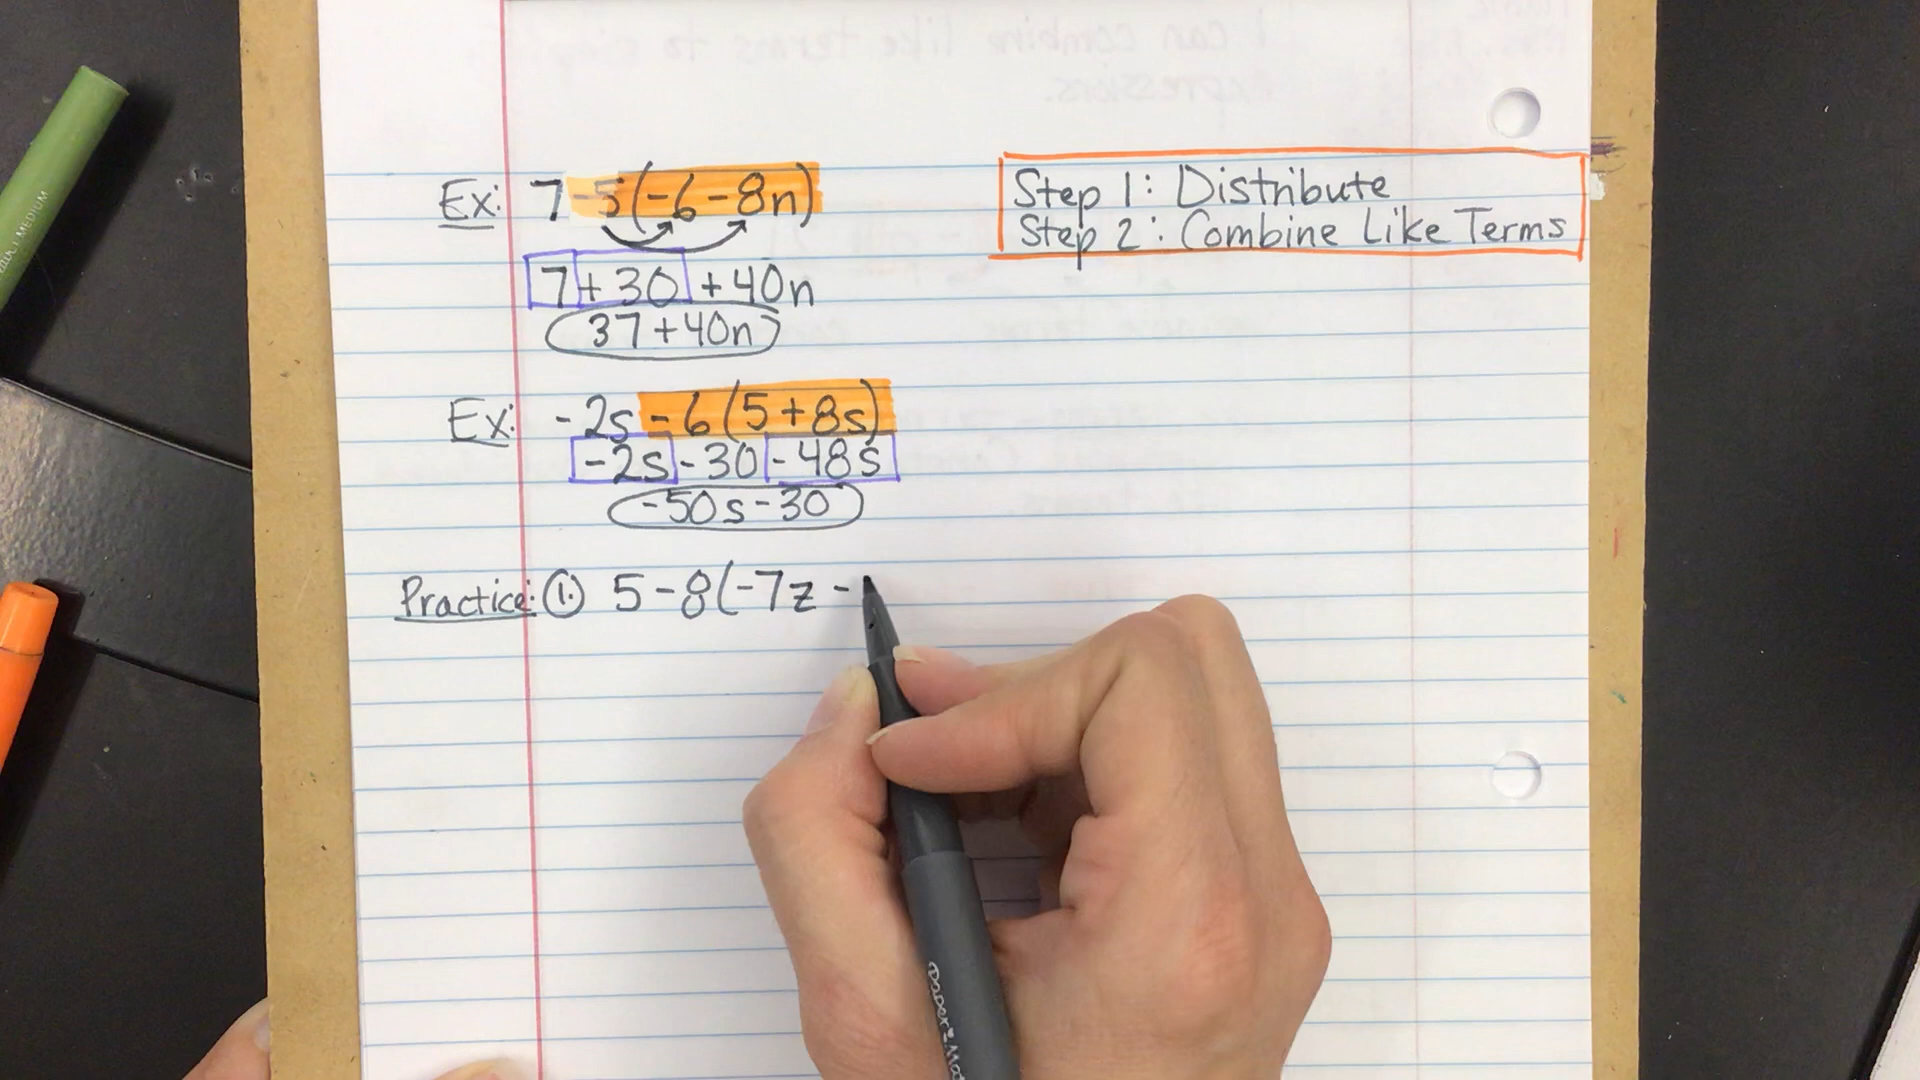 Ex: 7 -5(-6-8n)
7+30 +40n
37+40n
Step 1: Distribute
Step 2: Combine Like Terms
Ex: -2s -6(5+8s)
-2s -30 -48s
-50s-30
Practice: 1. 5-8(-7z -
MEDIUM